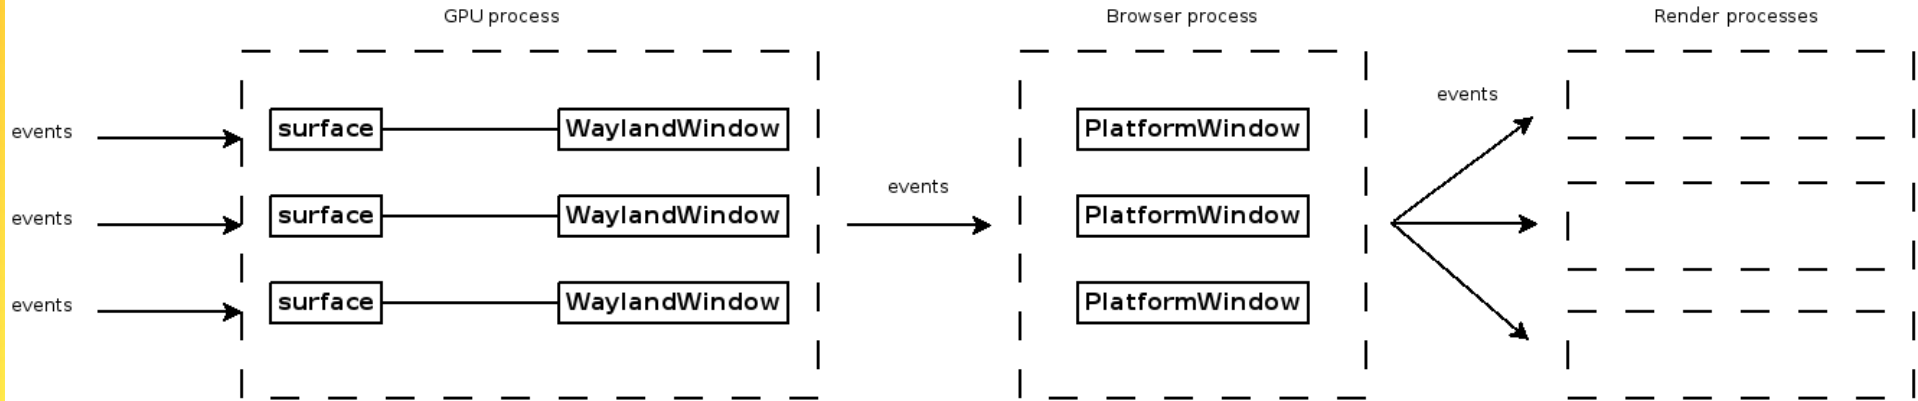 GPU process
Browser process
Render processes
events
surface
WaylandWindow
PlatformWindow
events
events
surface
WaylandWindow
events
PlatformWindow
events
surface
WaylandWindow
PlatformWindow